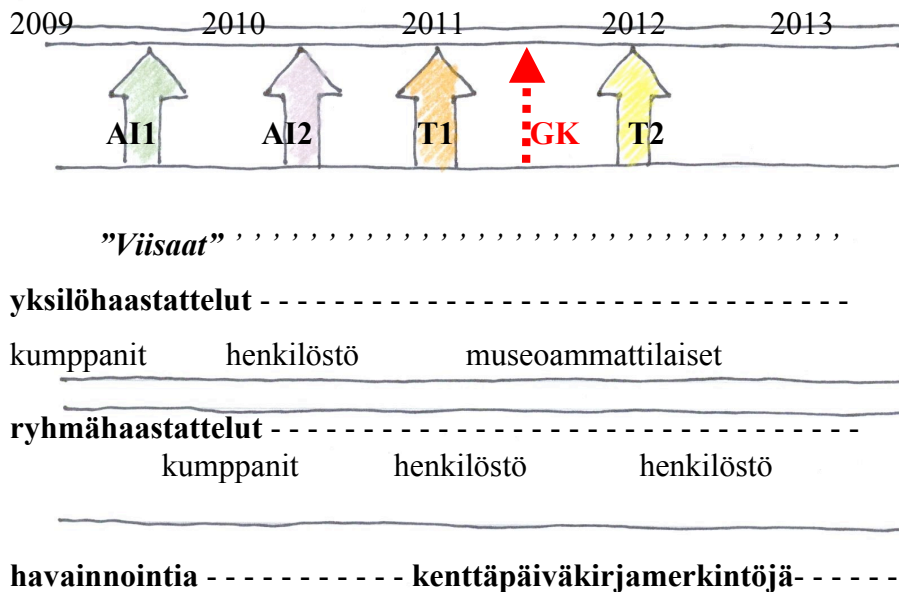 2009 2010 2011 2012 2013
AI1 AI2 T1 GK T2
”Viisaat” ’ ’ ’ ’ ’ ’ ’ ’ ’ ’ ’ ’ ’ ’ ’ ’ ’ ’ ’ ’ ’ ’ ’ ’ ’ ’ ’ ’ ’ ’ ’ ’ ’
yksilöhaastattelut - - - - - - - - - - - - - - - - - - - - - - - - - - - - - - - - -
kumppanit henkilöstö museoammattilaiset
ryhmähaastattelut - - - - - - - - - - - - - - - - - - - - - - - - - - - - - - - - -
kumppanit henkilöstö henkilöstö
havainnointia - - - - - - - - - - - - kenttäpäiväkirjamerkintöjä- - - - - -